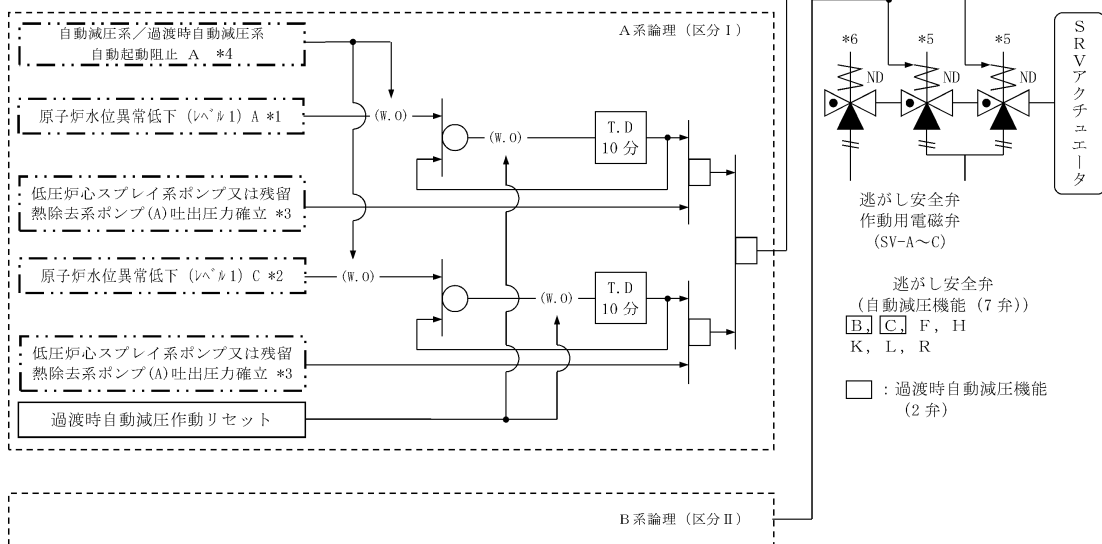 A系論理(区分Ⅰ)
自動減圧系/過渡時自動減圧系
自動起動阻止 A *4
原子炉水位異常低下(レベル1)A *1
(W.O)
(W.O)
T.D
10分
低圧炉心スプレイ系ポンプ又は残留
熱除去系ポンプ(A)吐出圧力確立 *3
原子炉水位異常低下(レベル1)C *2
(W.O)
(W.O)
T.D
10分
低圧炉心スプレイ系ポンプ又は残留
熱除去系ポンプ(A)吐出圧力確立 *3
過渡時自動減圧作動リセット
B系論理(区分Ⅱ)
*6
*5
*5
ND
ND
ND
SRVアクチュエータ
逃がし安全弁
作動用電磁弁
(SV-A~C)
逃がし安全弁
(自動減圧機能(7弁))
B, C, F, H
K, L, R
:過渡時自動減圧機能
(2弁)